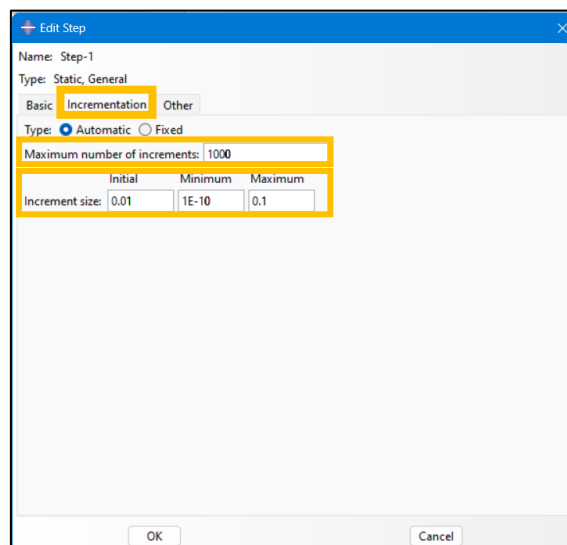 Edit Step
Name: Step-1
Type: Static, General
Basic Incrementation Other
Type: Automatic Fixed
Maximum number of increments: 1000
Initial Minimum Maximum
Increment size: 0.01 1E-10 0.1
OK Cancel